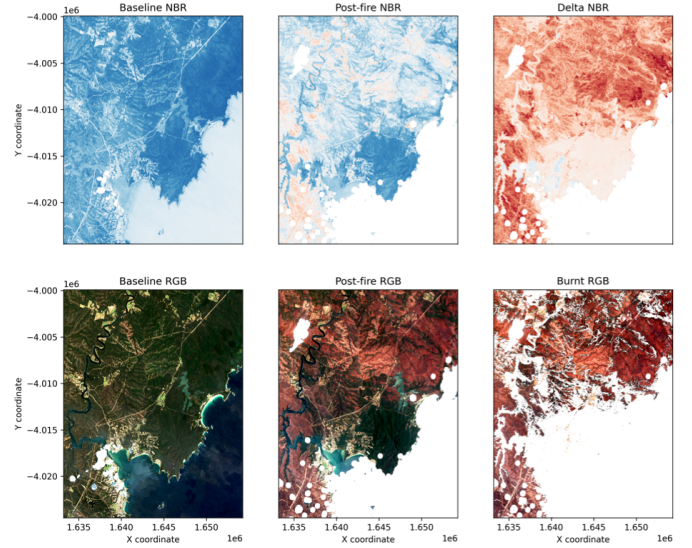 Baseline NBR
Post-fire NBR
Delta NBR
1e6
−4.000
−4.005
−4.010
−4.015
−4.020
Y coordinate
Baseline RGB
Post-fire RGB
Burnt RGB
1e6
−4.000
−4.005
−4.010
−4.015
−4.020
Y coordinate
1.635 1.640 1.645 1.650
1.635 1.640 1.645 1.650
1.635 1.640 1.645 1.650
X coordinate 1e6
X coordinate 1e6
X coordinate 1e6